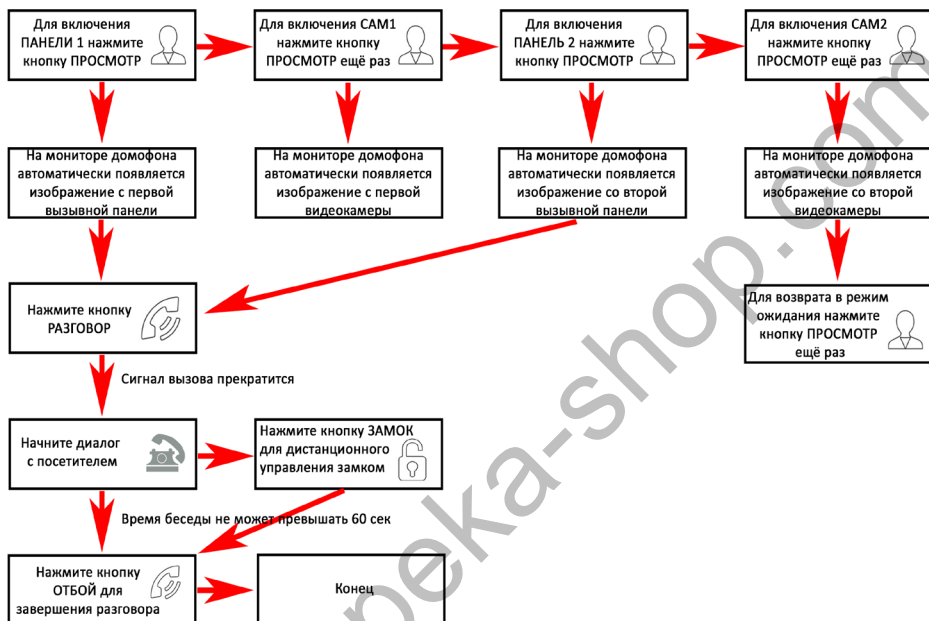 Для включения
ПАНЕЛИ 1 нажмите
кнопку ПРОСМОТР
Для включения САМ1
нажмите кнопку
ПРОСМОТР ещё раз
Для включения
ПАНЕЛЬ 2 нажмите
кнопку ПРОСМОТР
Для включения САМ2
нажмите кнопку
ПРОСМОТР ещё раз
На мониторе домофона
автоматически появляется
изображение с первой
вызывной панели
На мониторе домофона
автоматически появляется
изображение с первой
видеокамеры
На мониторе домофона
автоматически появляется
изображение со второй
вызывной панели
На мониторе домофона
автоматически появляется
изображение со второй
видеокамеры
Нажмите кнопку
РАЗГОВОР
Для возврата в режим
ожидания нажмите
кнопку ПРОСМОТР
ещё раз
Сигнал вызова прекратится
Начните диалог
с посетителем
Нажмите кнопку ЗАМОК
для дистанционного
управления замком
Время беседы не может превышать 60 сек
Нажмите кнопку
ОТБОЙ для
завершения разговора
Конец
peka-shop.com